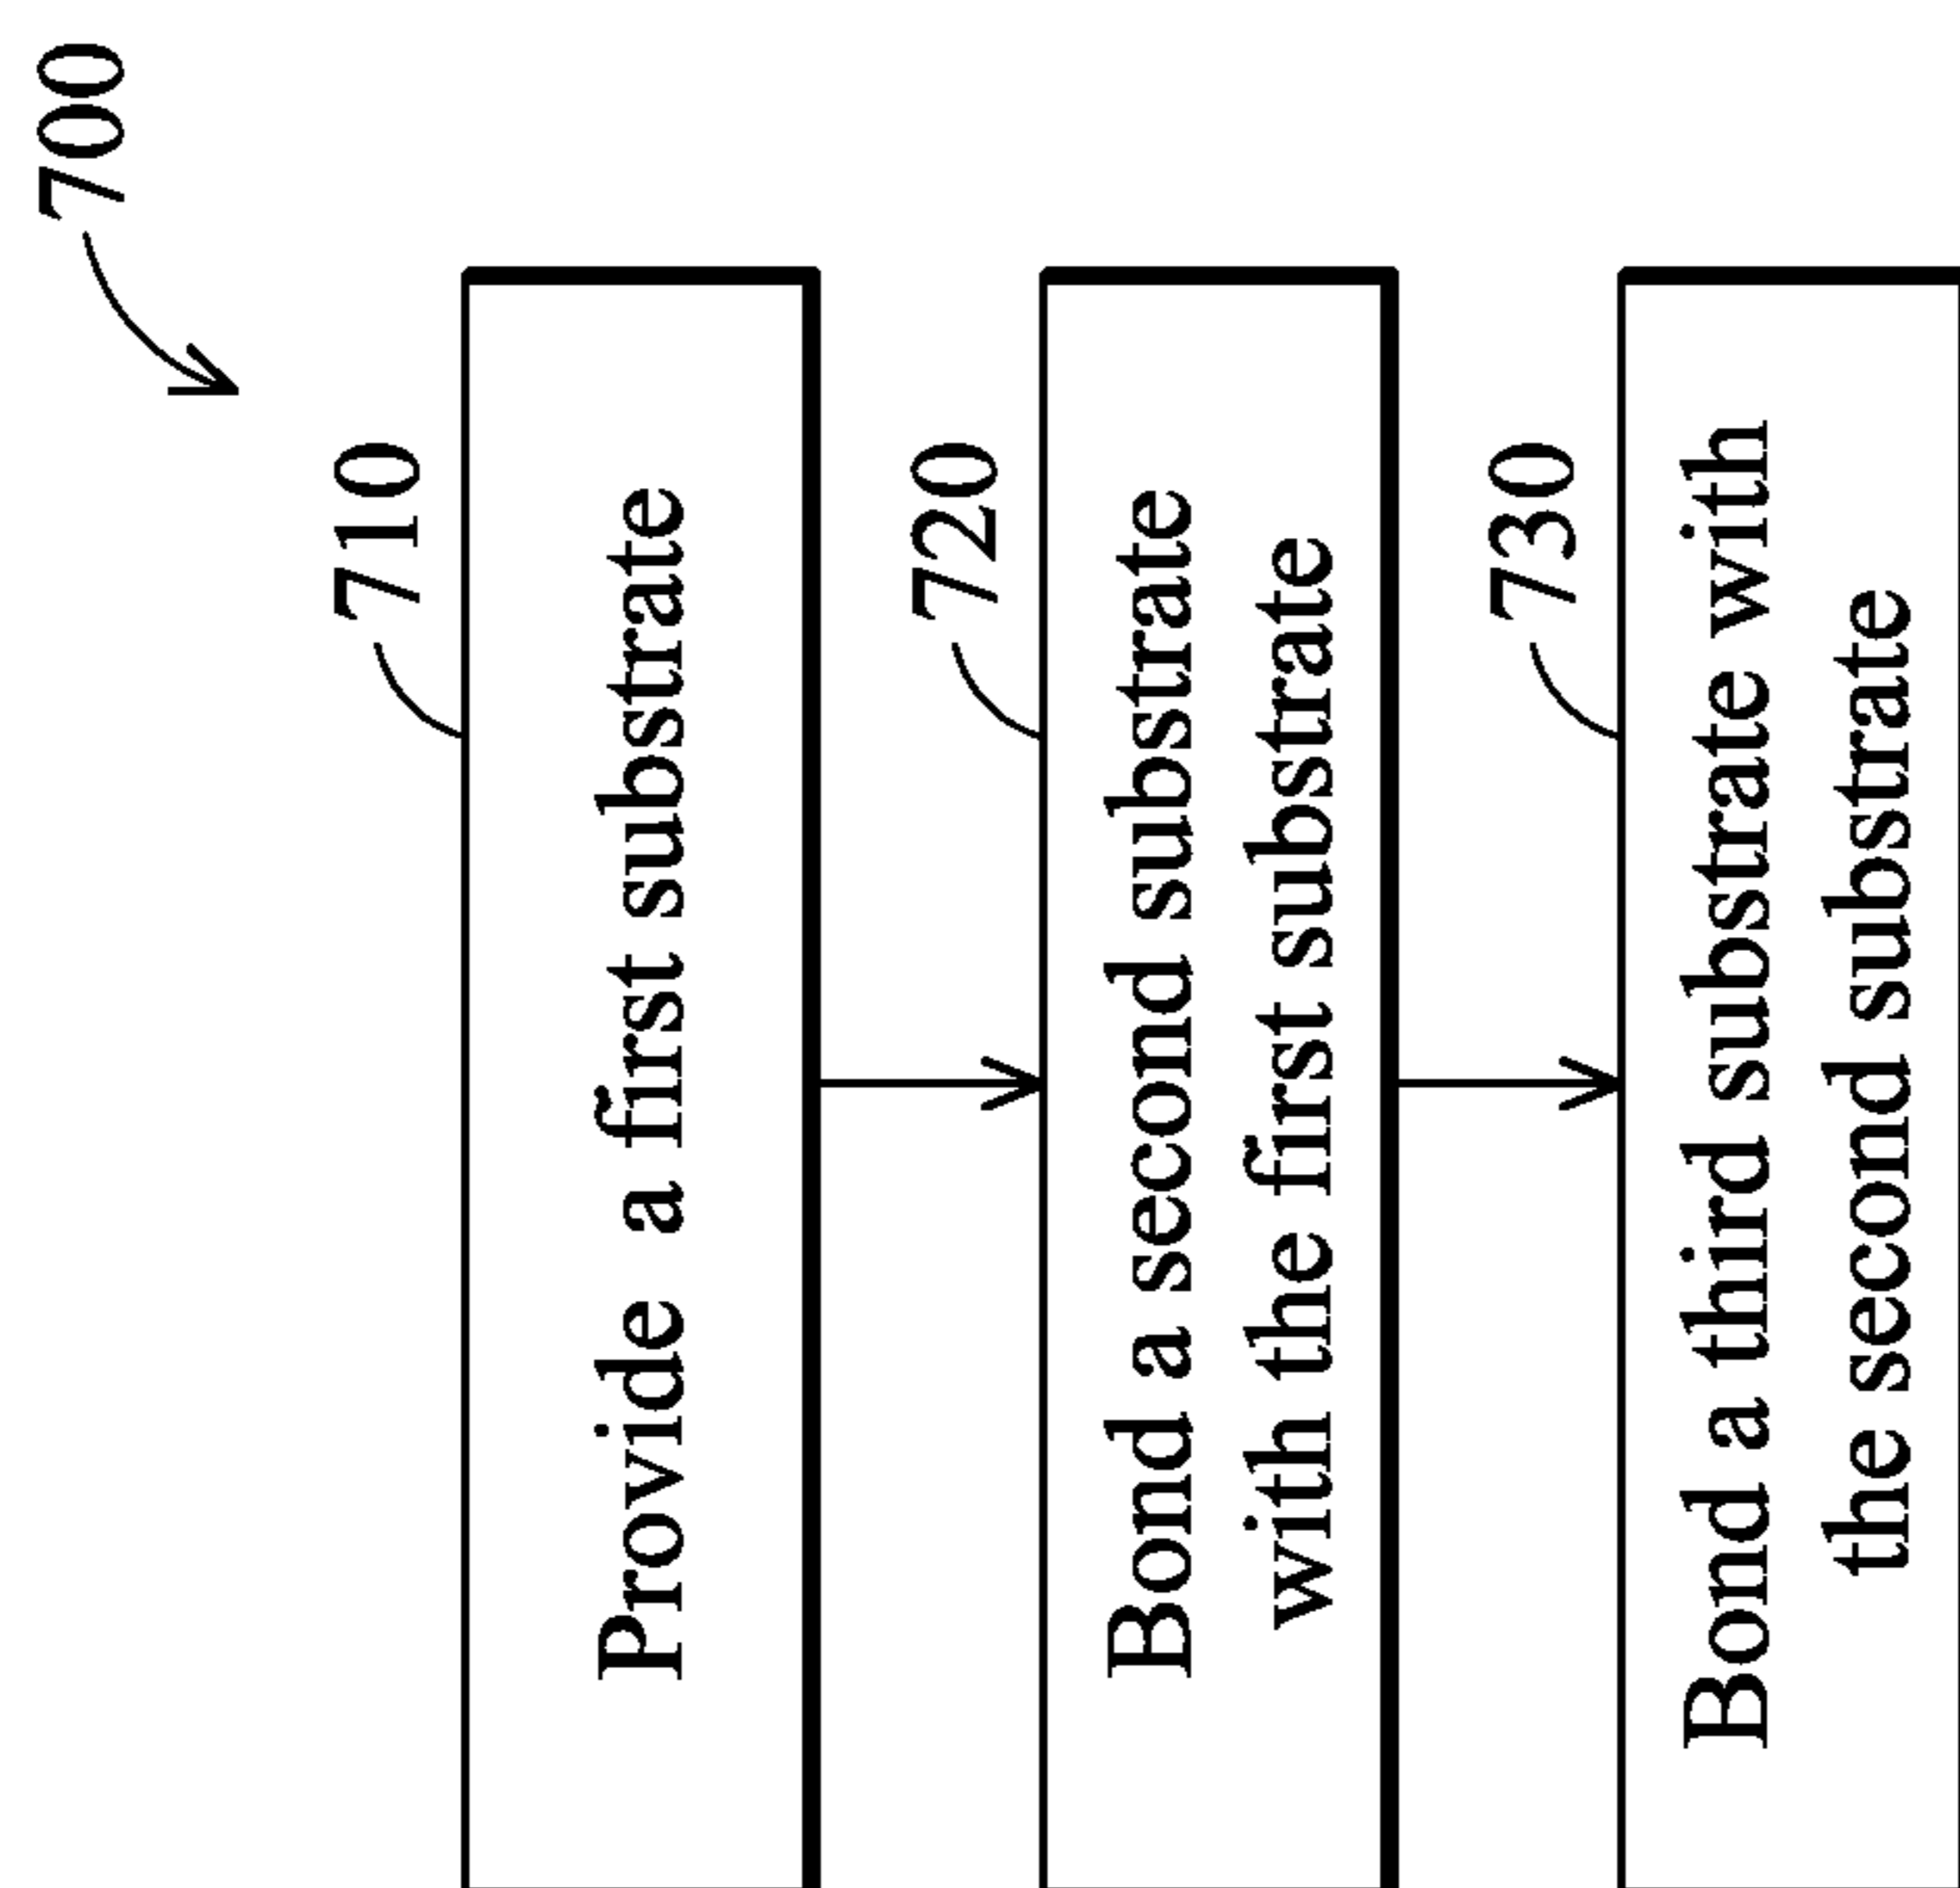 700
710
Provide a first substrate
720
Bond a second substrate
with the first substrate
730
Bond a third substrate with
the second substrate